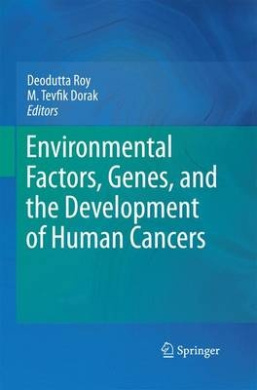 Deodutta Roy
M. Tevfik Dorak
Editors
Environmental
Factors, Genes, and
the Development
of Human Cancers
Springer